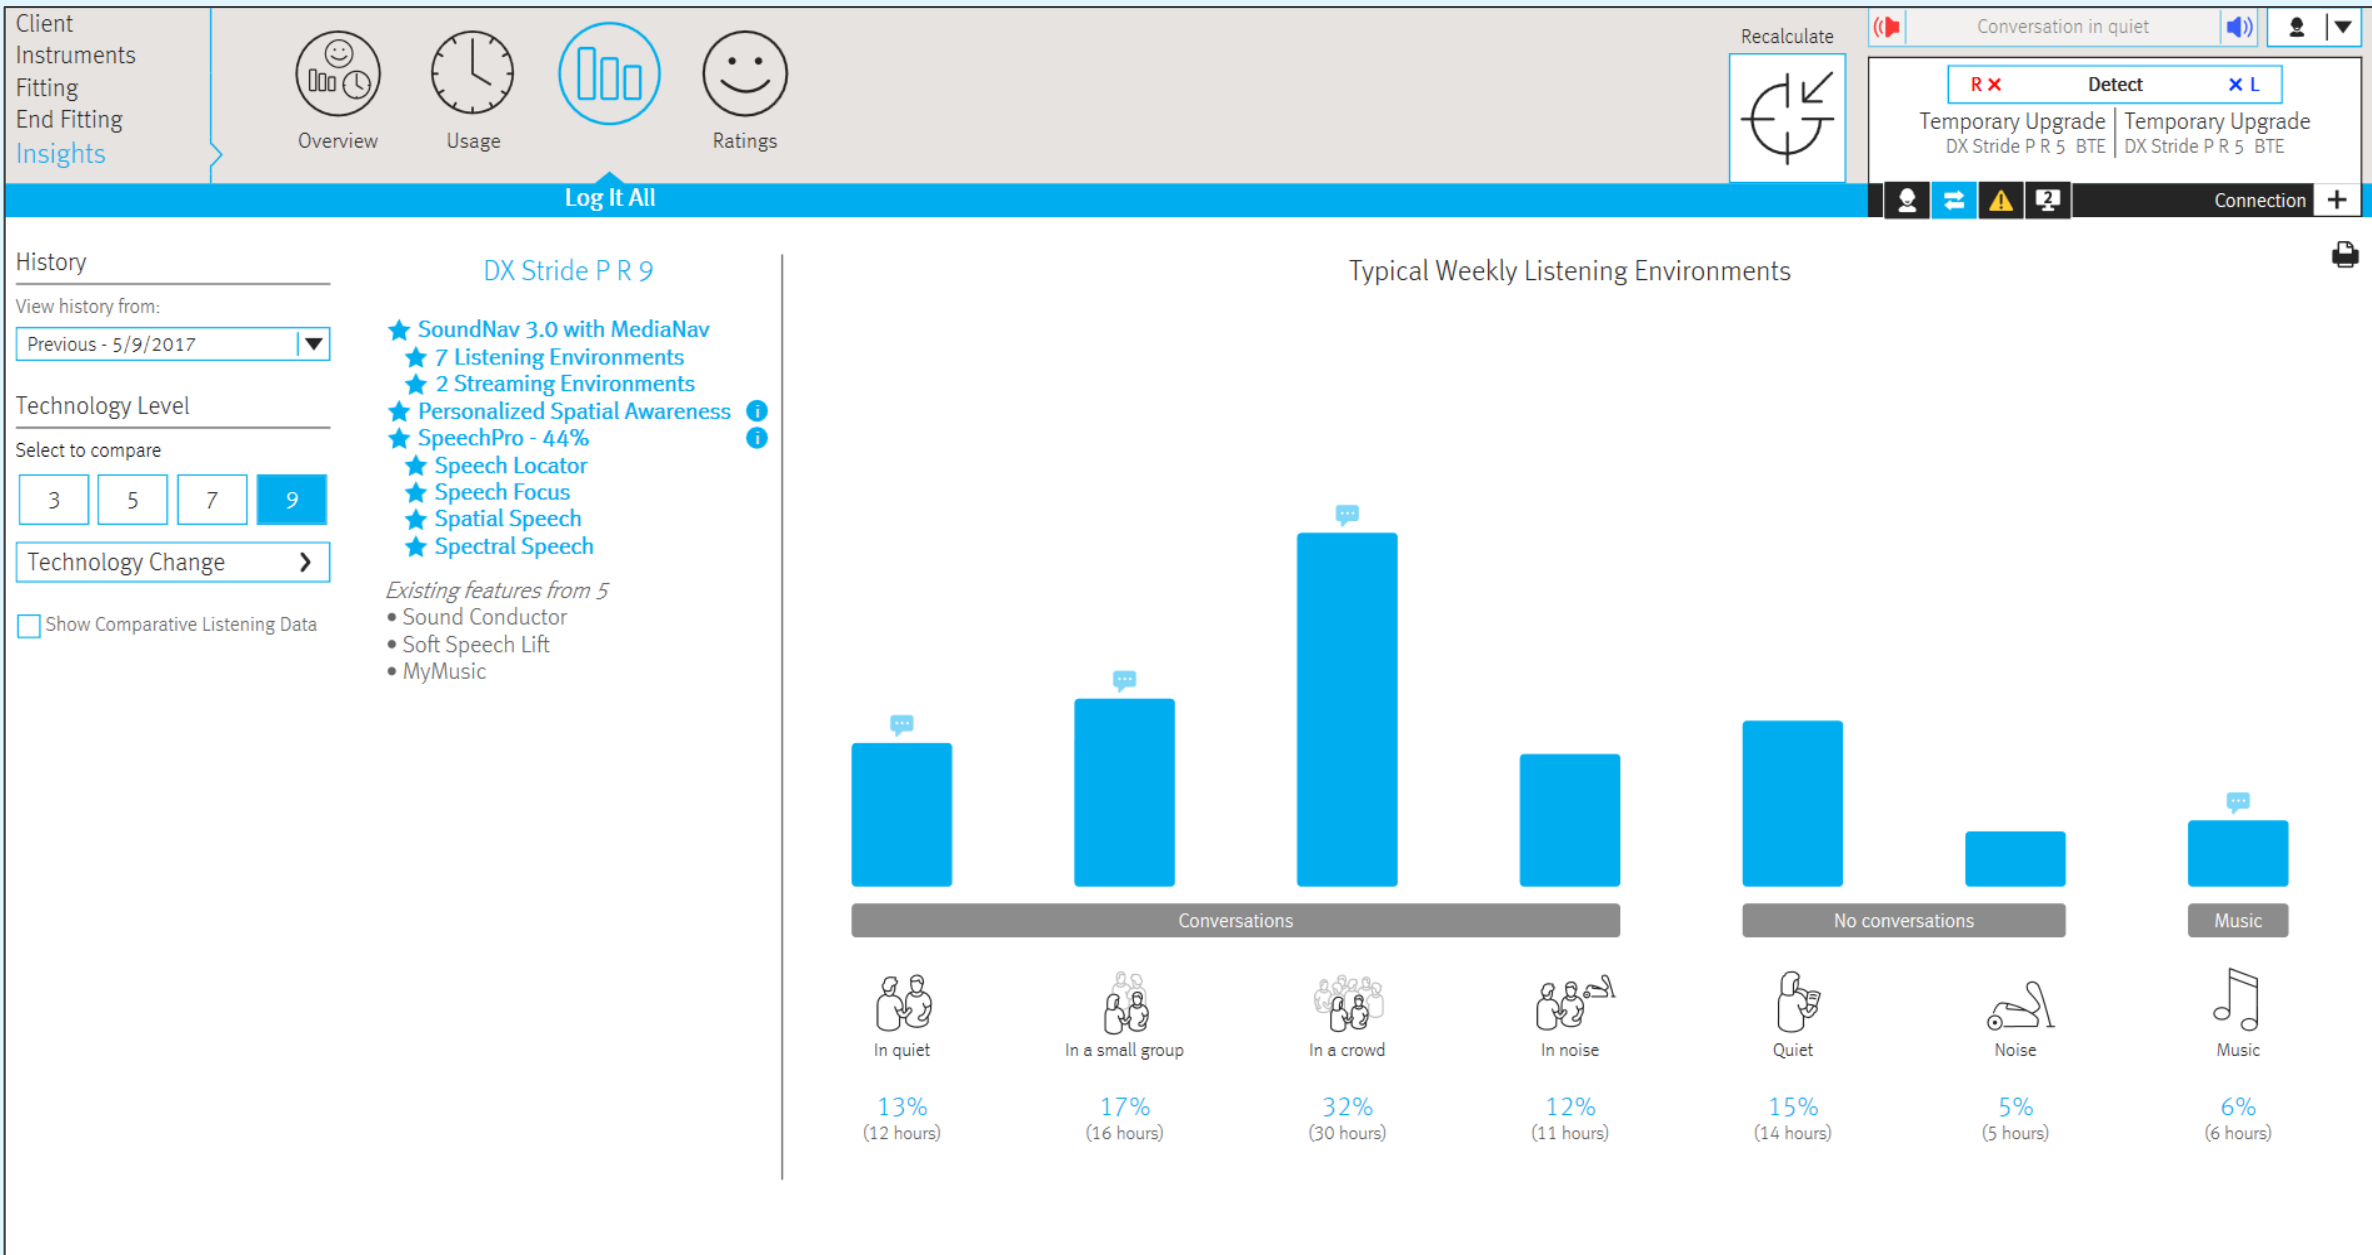 Client
Instruments
Fitting
End Fitting
Insights
Overview
Usage
Log It All
Ratings
Recalculate
Conversation in quiet
R × Detect × L
Temporary Upgrade
DX Stride P R 5 BTE
Temporary Upgrade
DX Stride P R 5 BTE
2
Connection +
History
View history from:
Previous - 5/9/2017
Technology Level
Select to compare
3 5 7 9
Technology Change
Show Comparative Listening Data
DX Stride P R 9
SoundNav 3.0 with MediaNav
7 Listening Environments
2 Streaming Environments
Personalized Spatial Awareness i
SpeechPro - 44% i
Speech Locator
Speech Focus
Spatial Speech
Spectral Speech
Existing features from 5
• Sound Conductor
• Soft Speech Lift
• MyMusic
Typical Weekly Listening Environments
Conversations No conversations Music
In quiet In a small group In a crowd In noise Quiet Noise Music
13% 17% 32% 12% 15% 5% 6%
(12 hours) (16 hours) (30 hours) (11 hours) (14 hours) (5 hours) (6 hours)